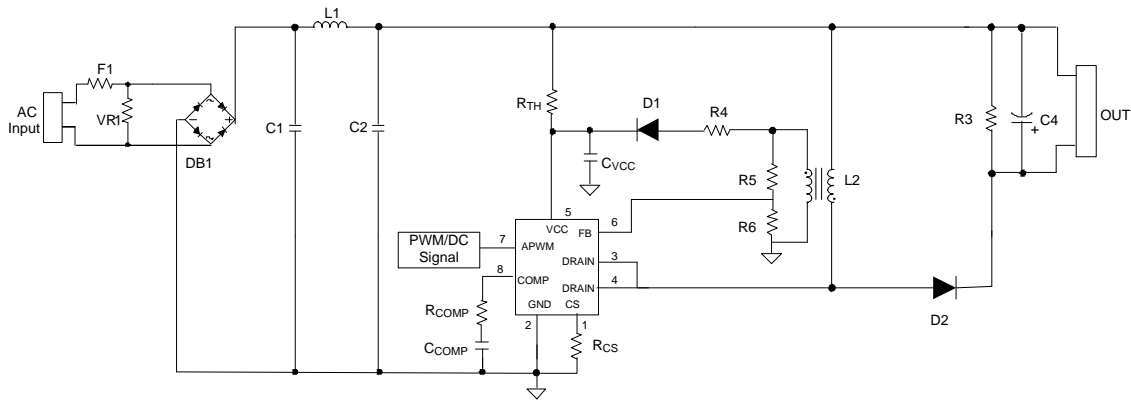 L1
F1
AC
Input
VR1
DB1
C1
C2
RTH
D1
R4
CVCC
R5
R6
L2
R3
C4
+
OUT
5
VCC
FB
6
PWM/DC
Signal
7
APWM
DRAIN
3
8
COMP
DRAIN
4
GND
CS
2
1
RCOMP
CCOMP
RCS
D2